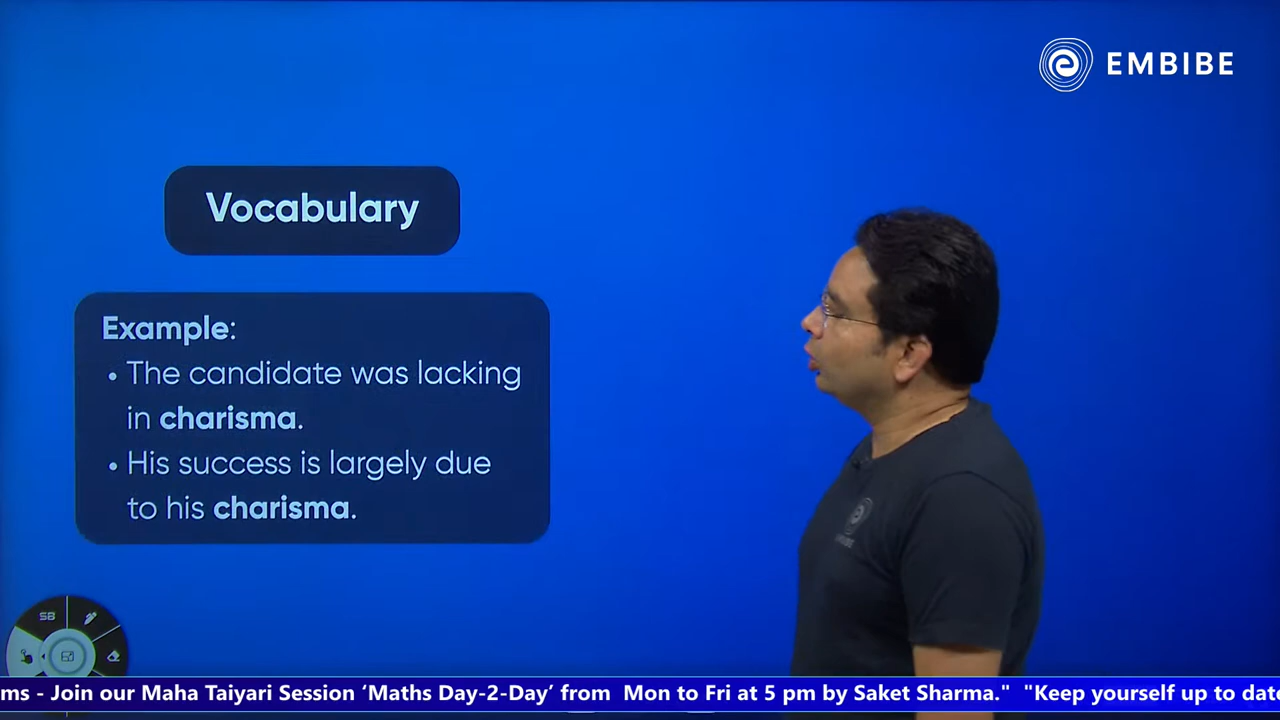 EMBIBE
Vocabulary
Example:
• The candidate was lacking
in charisma.
• His success is largely due
to his charisma.
58
ms - Join our Maha Taiyari Session ‘Maths Day-2-Day’ from Mon to Fri at 5 pm by Saket Sharma." "Keep yourself up to date